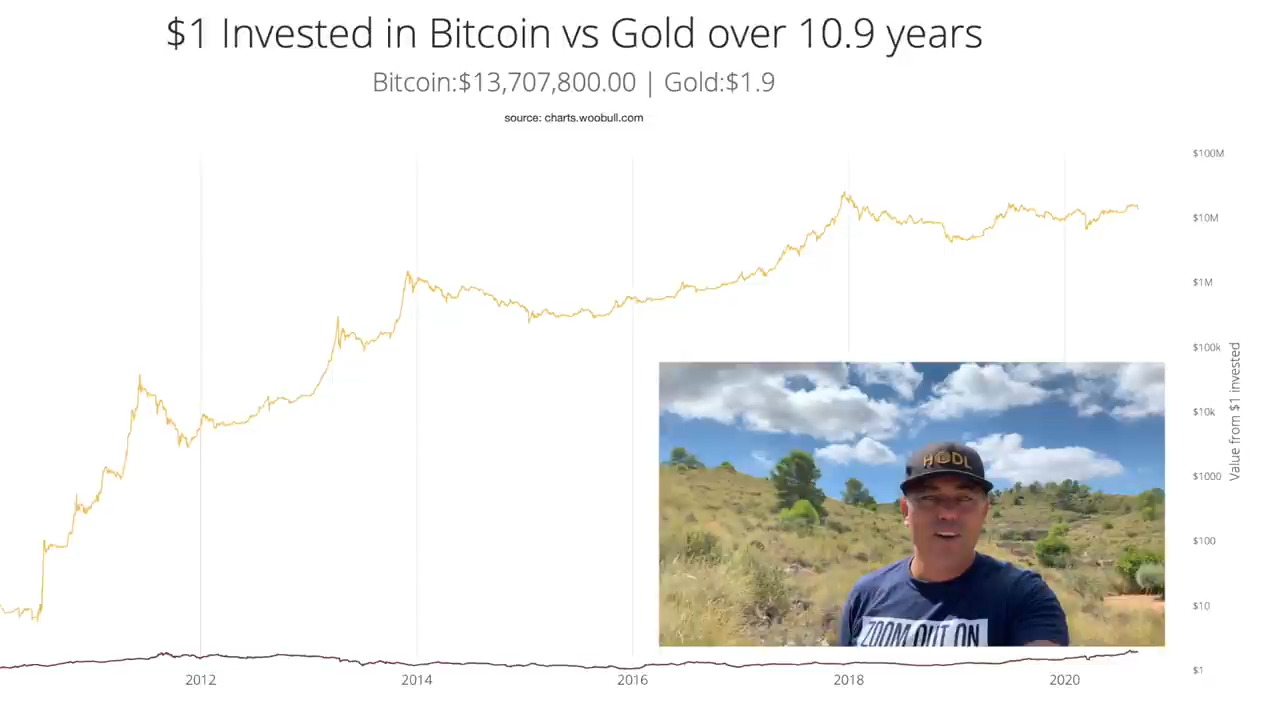 $1 Invested in Bitcoin vs Gold over 10.9 years
Bitcoin:$13,707,800.00 | Gold:$1.9
source: charts.woobull.com
$100M
$10M
$1M
$100k
$10k
$1000
$100
$10
$1
Value from $1 invested
HODL
ZOOM OUT ON
2012
2014
2016
2018
2020